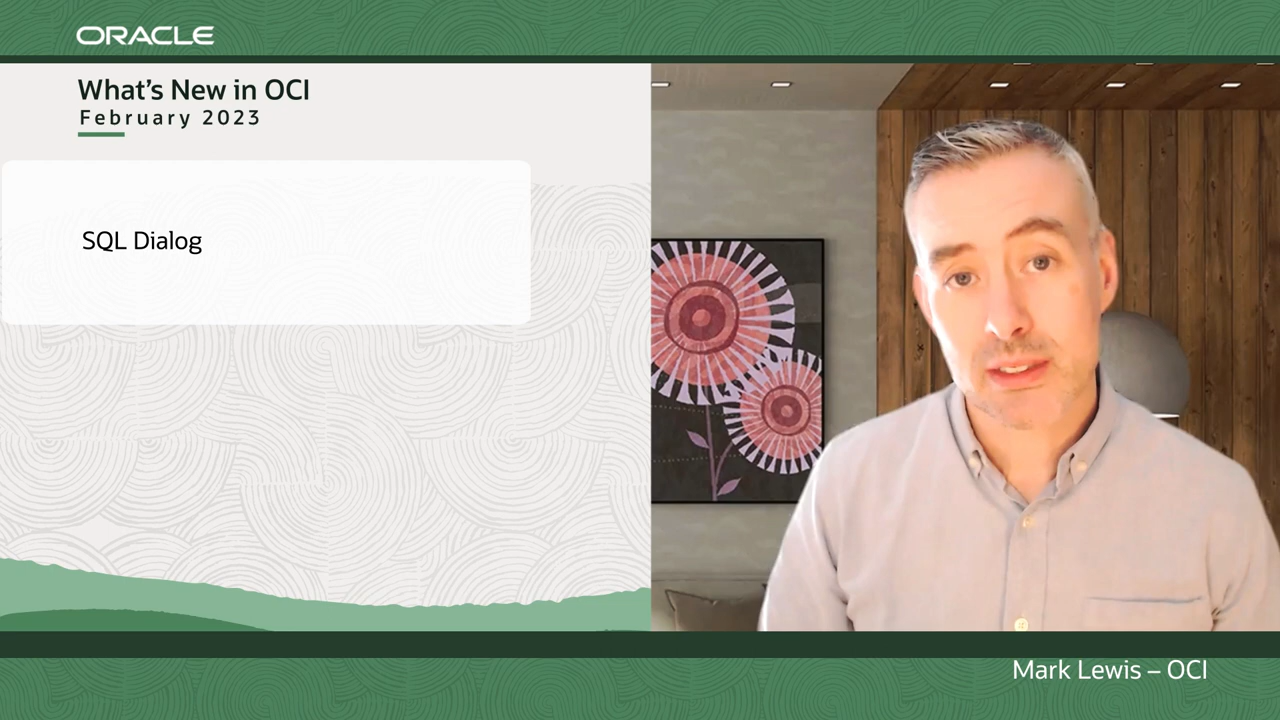 ORACLE
What's New in OCI
February 2023
SQL Dialog
Mark Lewis – OCI